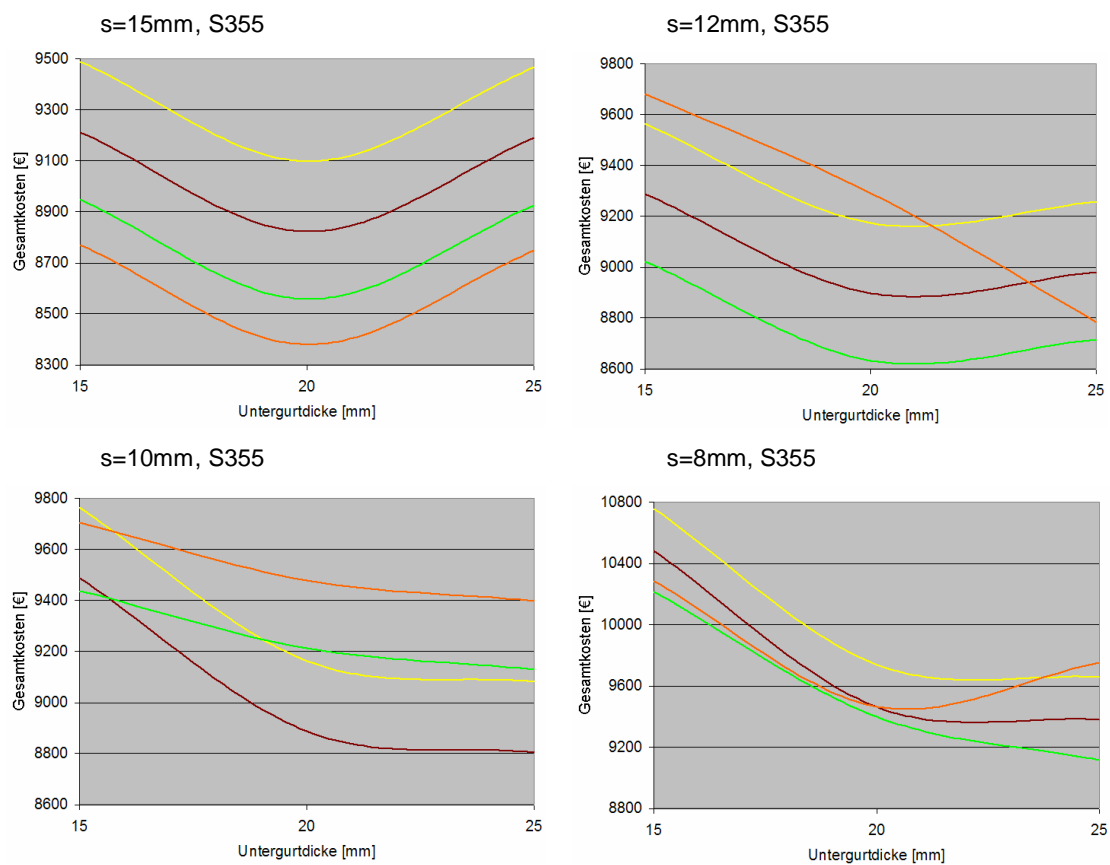 s=15mm, S355
9500
9300
9100
8900
8700
8500
8300
Gesamtkosten [€]
15 20 25
Untergurtdicke [mm]
s=12mm, S355
9800
9600
9400
9200
9000
8800
8600
Gesamtkosten [€]
15 20 25
Untergurtdicke [mm]
s=10mm, S355
9800
9600
9400
9200
9000
8800
8600
Gesamtkosten [€]
15 20 25
Untergurtdicke [mm]
s=8mm, S355
10800
10400
10000
9600
9200
8800
Gesamtkosten [€]
15 20 25
Untergurtdicke [mm]